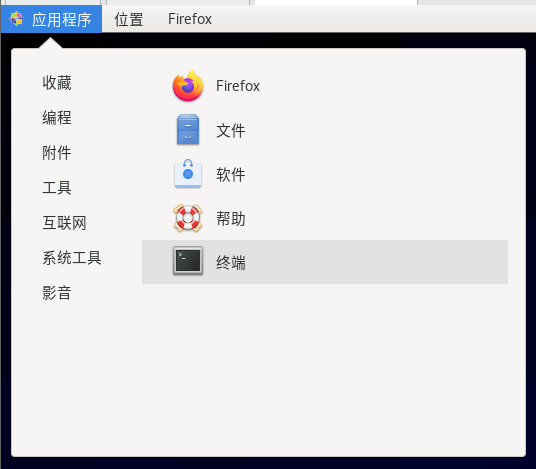 应用程序 位置 Firefox
收藏
编程
附件
工具
互联网
系统工具
影音
Firefox
文件
软件
帮助
终端